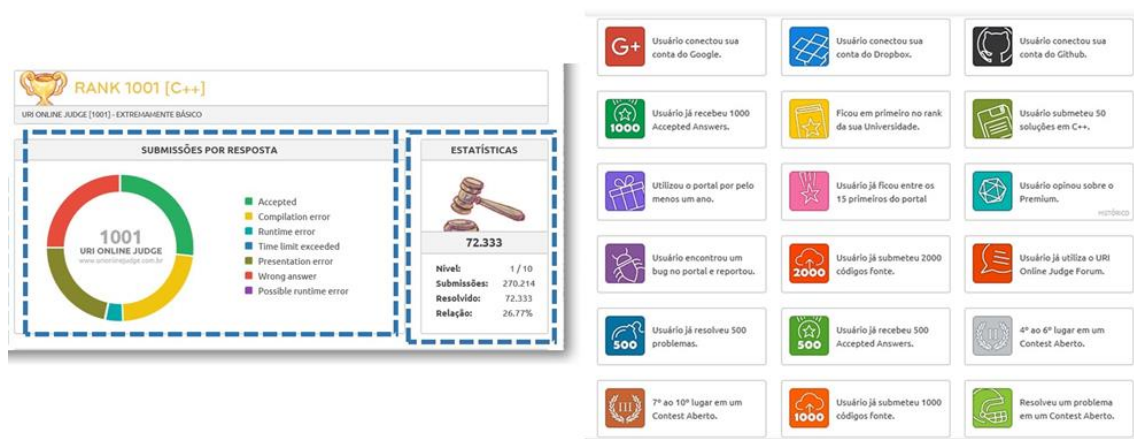 RANK 1001 [C++]
URI ONLINE JUDGE [1001] - EXTREMAMENTE BÁSICO
SUBMISSÕES POR RESPOSTA
1001
URI ONLINE JUDGE
www.urionlinejudge.com.br
Accepted
Compilation error
Runtime error
Time limit exceeded
Presentation error
Wrong answer
Possible runtime error
ESTATÍSTICAS
72.333
Nível: 1 / 10
Submissões: 270.214
Resolvido: 72.333
Relação: 26.77%
G+
Usuário conectou sua
conta do Google.
Usuário conectou sua
conta do Dropbox.
Usuário conectou sua
conta do Github.
1000
Usuário já recebeu 1000
Accepted Answers.
Ficou em primeiro no rank
da sua Universidade.
Usuário submeteu 50
soluções em C++.
Utilizou o portal por pelo
menos um ano.
Usuário já ficou entre os
15 primeiros do portal
Usuário opinou sobre o
Premium.
HISTÓRICO
Usuário encontrou um
bug no portal e reportou.
2000
Usuário já submeteu 2000
códigos fonte.
Usuário já utiliza o URI
Online Judge Forum.
500
Usuário já resolveu 500
problemas.
500
Usuário já recebeu 500
Accepted Answers.
II
4º ao 6º lugar em um
Contest Aberto.
III
7º ao 10º lugar em um
Contest Aberto.
1000
Usuário já submeteu 1000
códigos fonte.
Resolveu um problema
em um Contest Aberto.